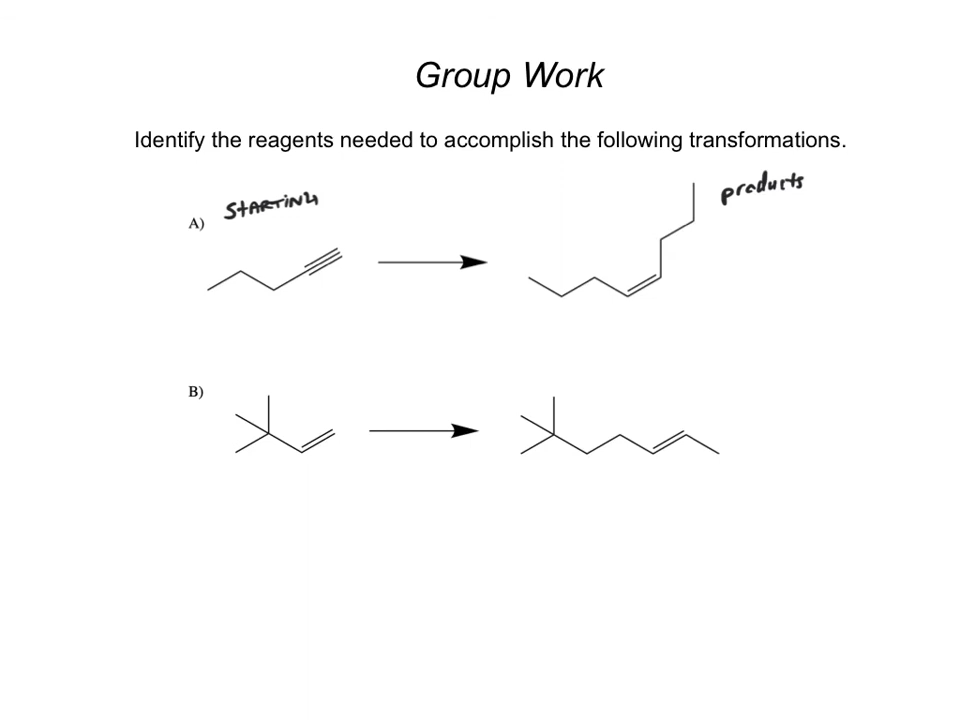 Group Work
Identify the reagents needed to accomplish the following transformations.
STARTING
products
A)
B)